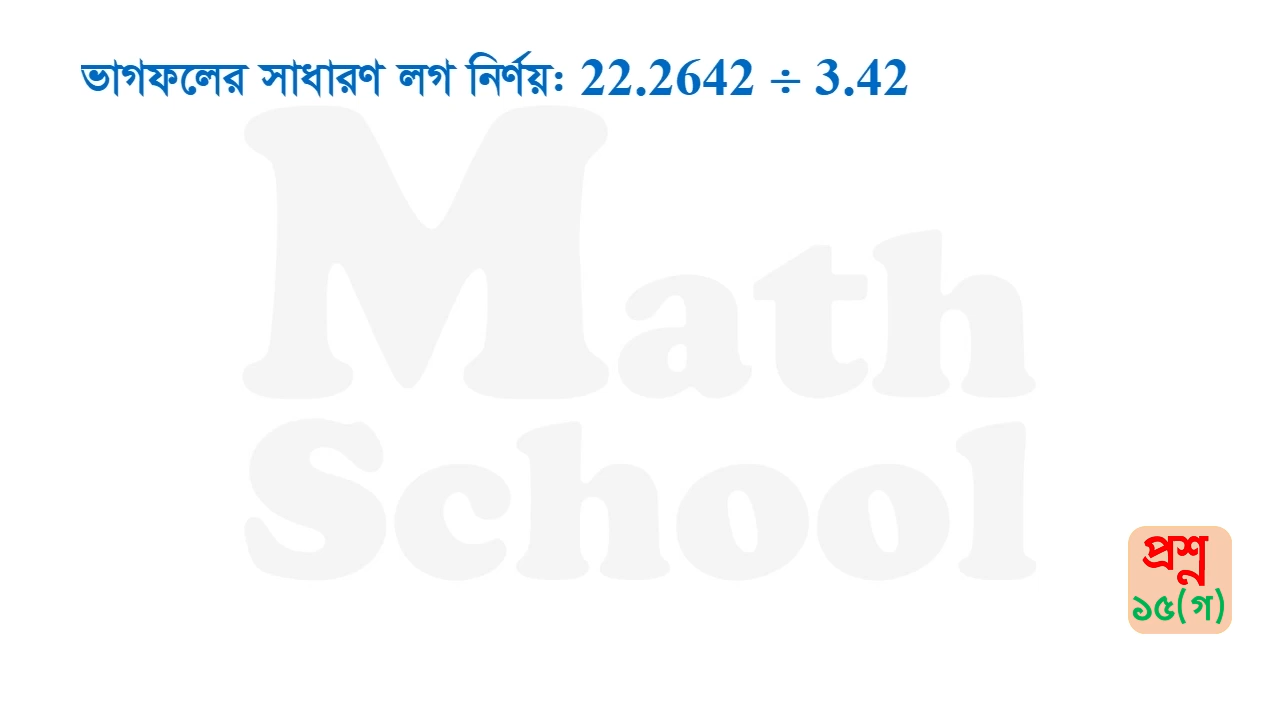 ভাগফলের সাধারণ লগ নির্ণয়: 22.2642 ÷ 3.42
Math
School
প্রশ্ন
১৫(গ)